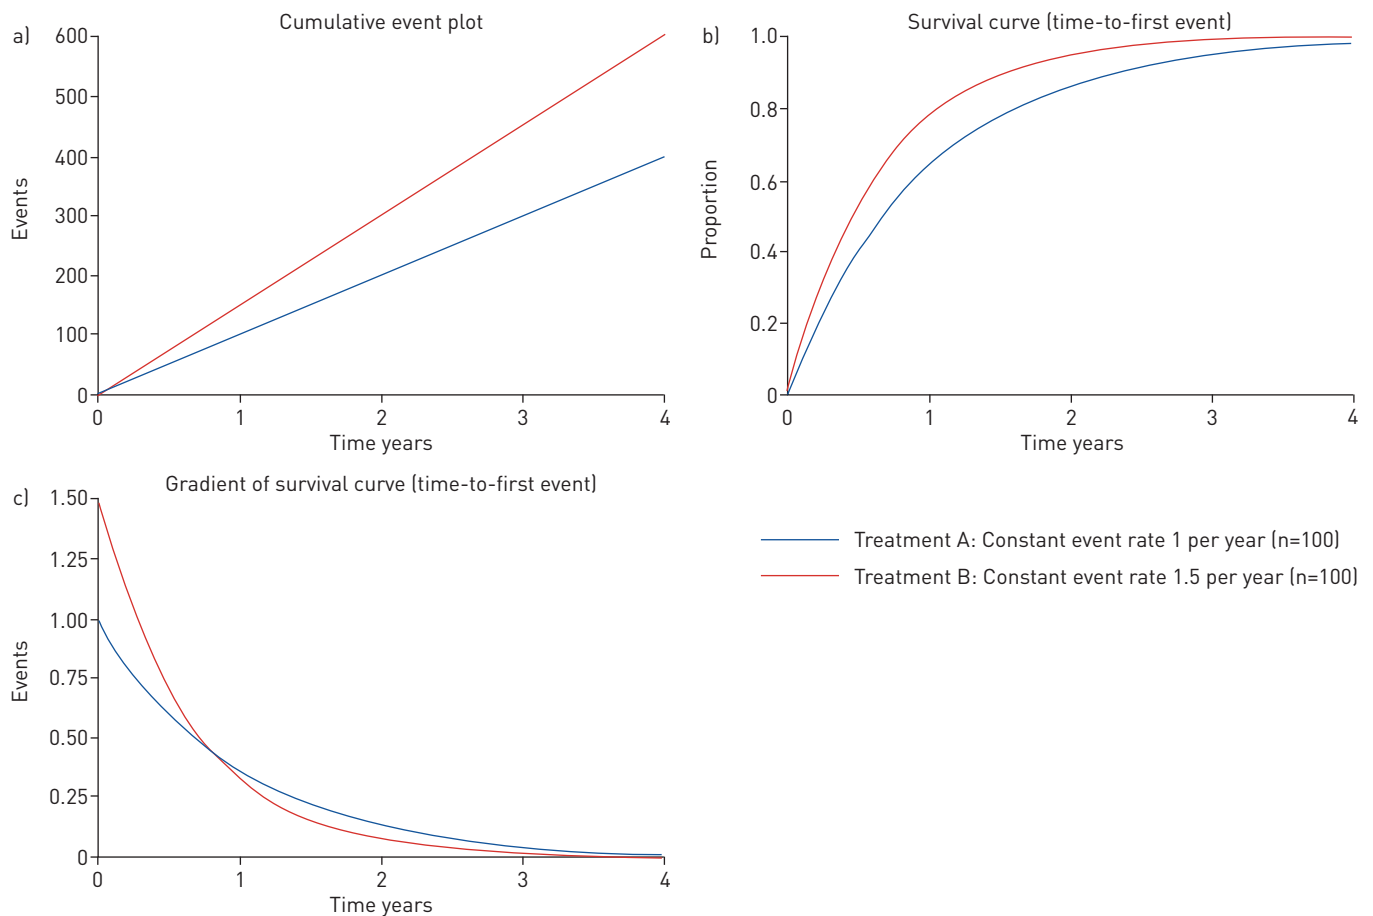 a)
Cumulative event plot
600
500
400
300
200
100
0
Events
0 1 2 3 4
Time years
b)
Survival curve (time-to-first event)
1.0
0.8
0.6
0.4
0.2
0
Proportion
0 1 2 3 4
Time years
c)
Gradient of survival curve (time-to-first event)
1.50
1.25
1.00
0.75
0.50
0.25
0
Events
0 1 2 3 4
Time years
Treatment A: Constant event rate 1 per year (n=100)
Treatment B: Constant event rate 1.5 per year (n=100)